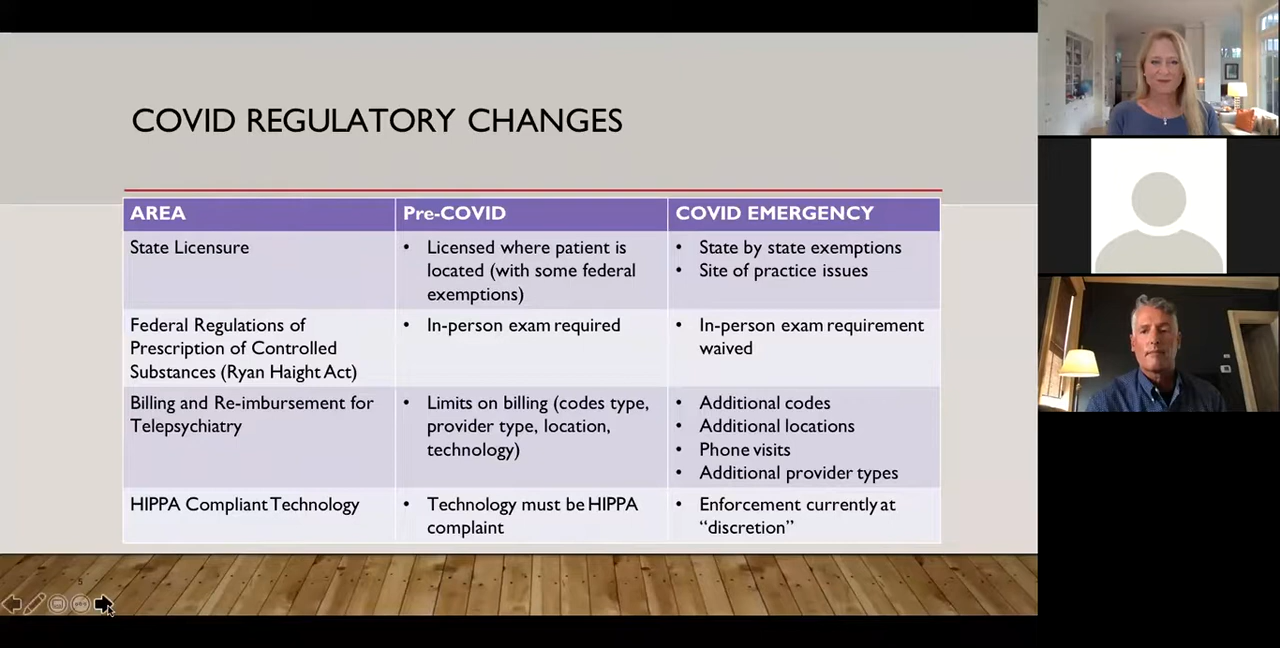 COVID REGULATORY CHANGES
AREA
Pre-COVID
COVID EMERGENCY
State Licensure
• Licensed where patient is
located (with some federal
exemptions)
• State by state exemptions
• Site of practice issues
Federal Regulations of
Prescription of Controlled
Substances (Ryan Haight Act)
• In-person exam required
• In-person exam requirement
waived
Billing and Re-imbursement for
Telepsychiatry
• Limits on billing (codes type,
provider type, location,
technology)
• Additional codes
• Additional locations
• Phone visits
• Additional provider types
HIPPA Compliant Technology
• Technology must be HIPPA
complaint
• Enforcement currently at
“discretion”
5